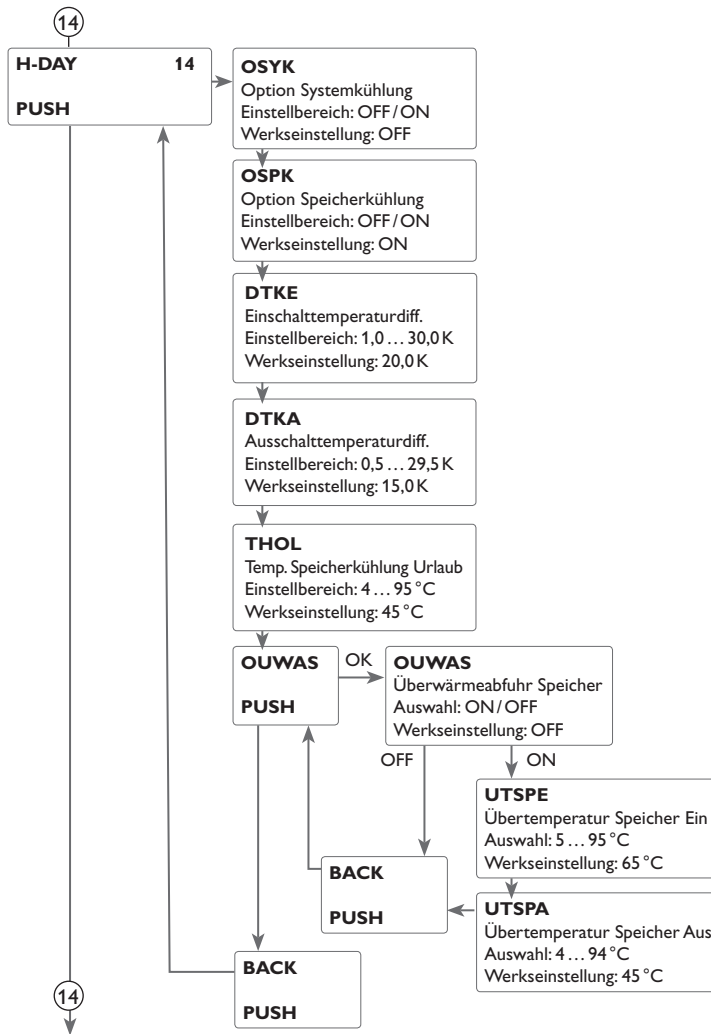 14
H-DAY 14
PUSH
OSYK
Option Systemkühlung
Einstellbereich: OFF/ON
Werkseinstellung: OFF
OSPK
Option Speicherkühlung
Einstellbereich: OFF/ON
Werkseinstellung: ON
DTKE
Einschalttemperaturdiff.
Einstellbereich: 1,0 ... 30,0 K
Werkseinstellung: 20,0 K
DTKA
Ausschalttemperaturdiff.
Einstellbereich: 0,5 ... 29,5 K
Werkseinstellung: 15,0 K
THOL
Temp. Speicherkühlung Urlaub
Einstellbereich: 4 ... 95 °C
Werkseinstellung: 45 °C
OUWAS
PUSH
OK
OUWAS
Überwärmeabfuhr Speicher
Auswahl: ON/OFF
Werkseinstellung: OFF
OFF
ON
UTSPE
Übertemperatur Speicher Ein
Auswahl: 5 ... 95 °C
Werkseinstellung: 65 °C
BACK
PUSH
UTSPA
Übertemperatur Speicher Aus
Auswahl: 4 ... 94 °C
Werkseinstellung: 45 °C
BACK
PUSH
14